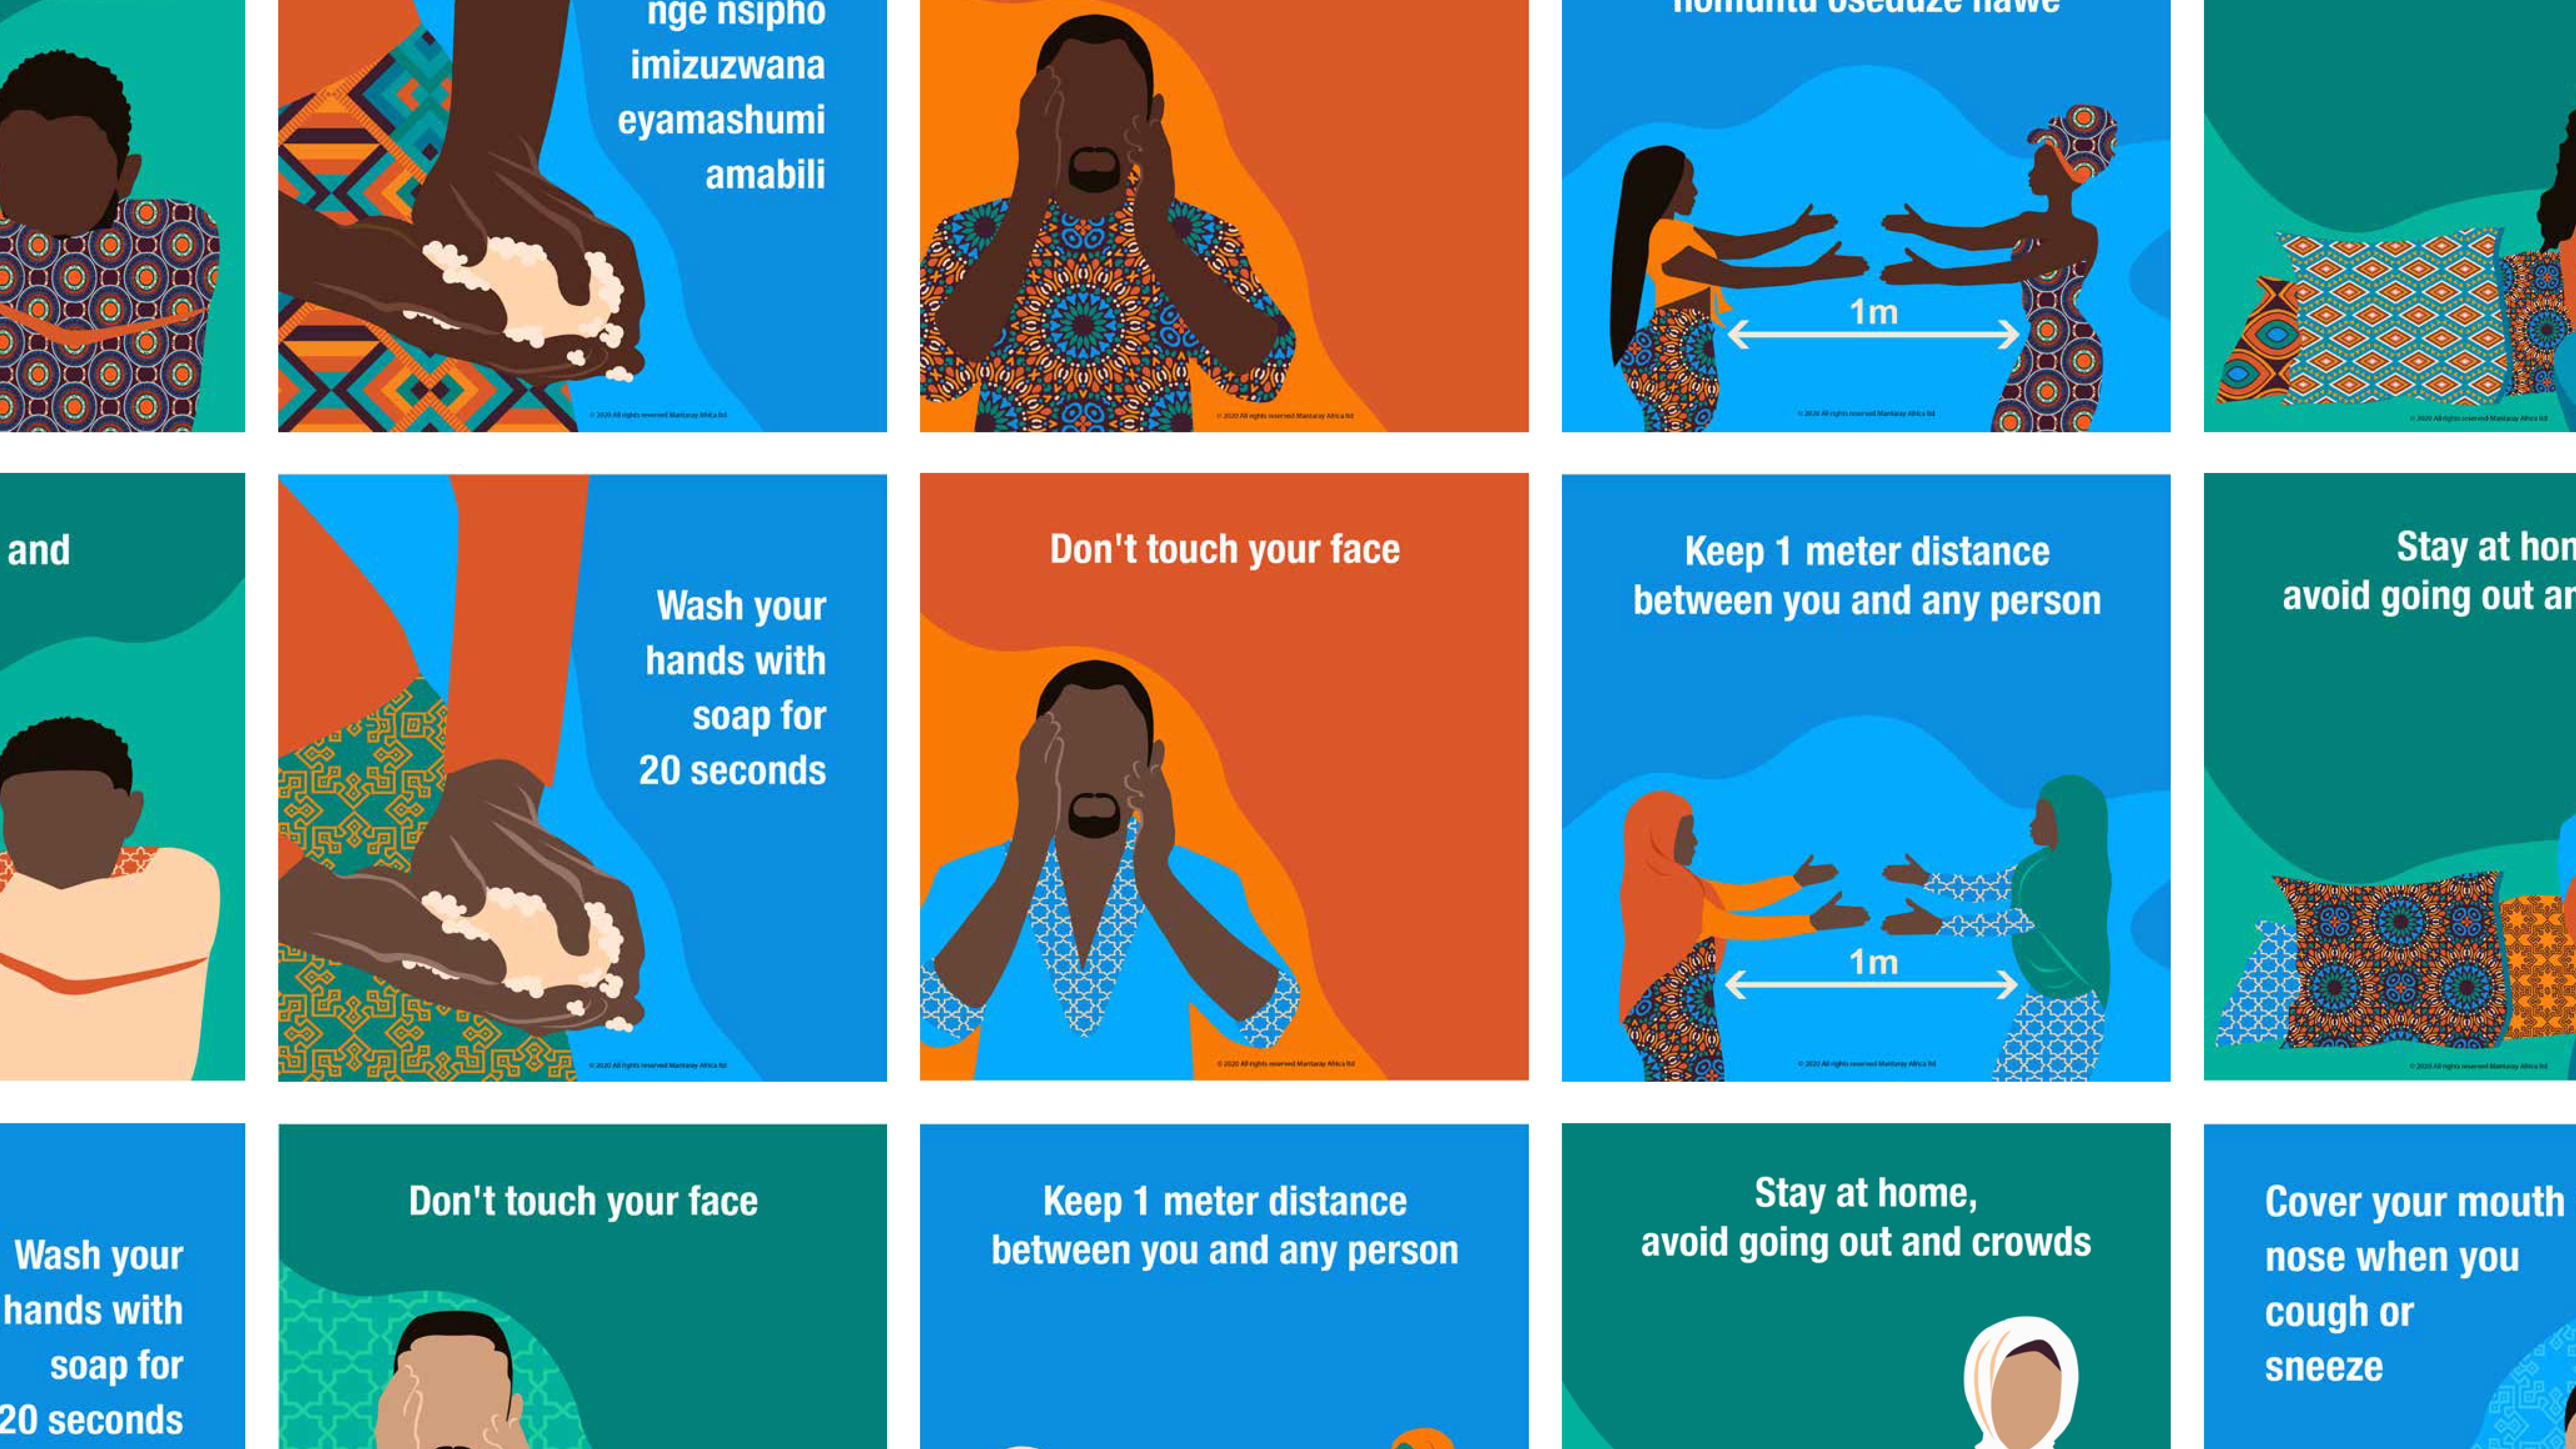 nge nsipho
imizuzwana
eyamashumi
amabili
© 2020 All rights reserved Mantaray Africa ltd
© 2020 All rights reserved Mantaray Africa ltd
nomuntu oseduze nawe
1m
© 2020 All rights reserved Mantaray Africa ltd
© 2020 All rights reserved Mantaray Africa ltd
and
Wash your
hands with
soap for
20 seconds
© 2020 All rights reserved Mantaray Africa ltd
Don't touch your face
© 2020 All rights reserved Mantaray Africa ltd
Keep 1 meter distance
between you and any person
1m
© 2020 All rights reserved Mantaray Africa ltd
Stay at hom
avoid going out an
© 2020 All rights reserved Mantaray Africa ltd
Wash your
hands with
soap for
20 seconds
Don't touch your face
Keep 1 meter distance
between you and any person
Stay at home,
avoid going out and crowds
Cover your mouth
nose when you
cough or
sneeze